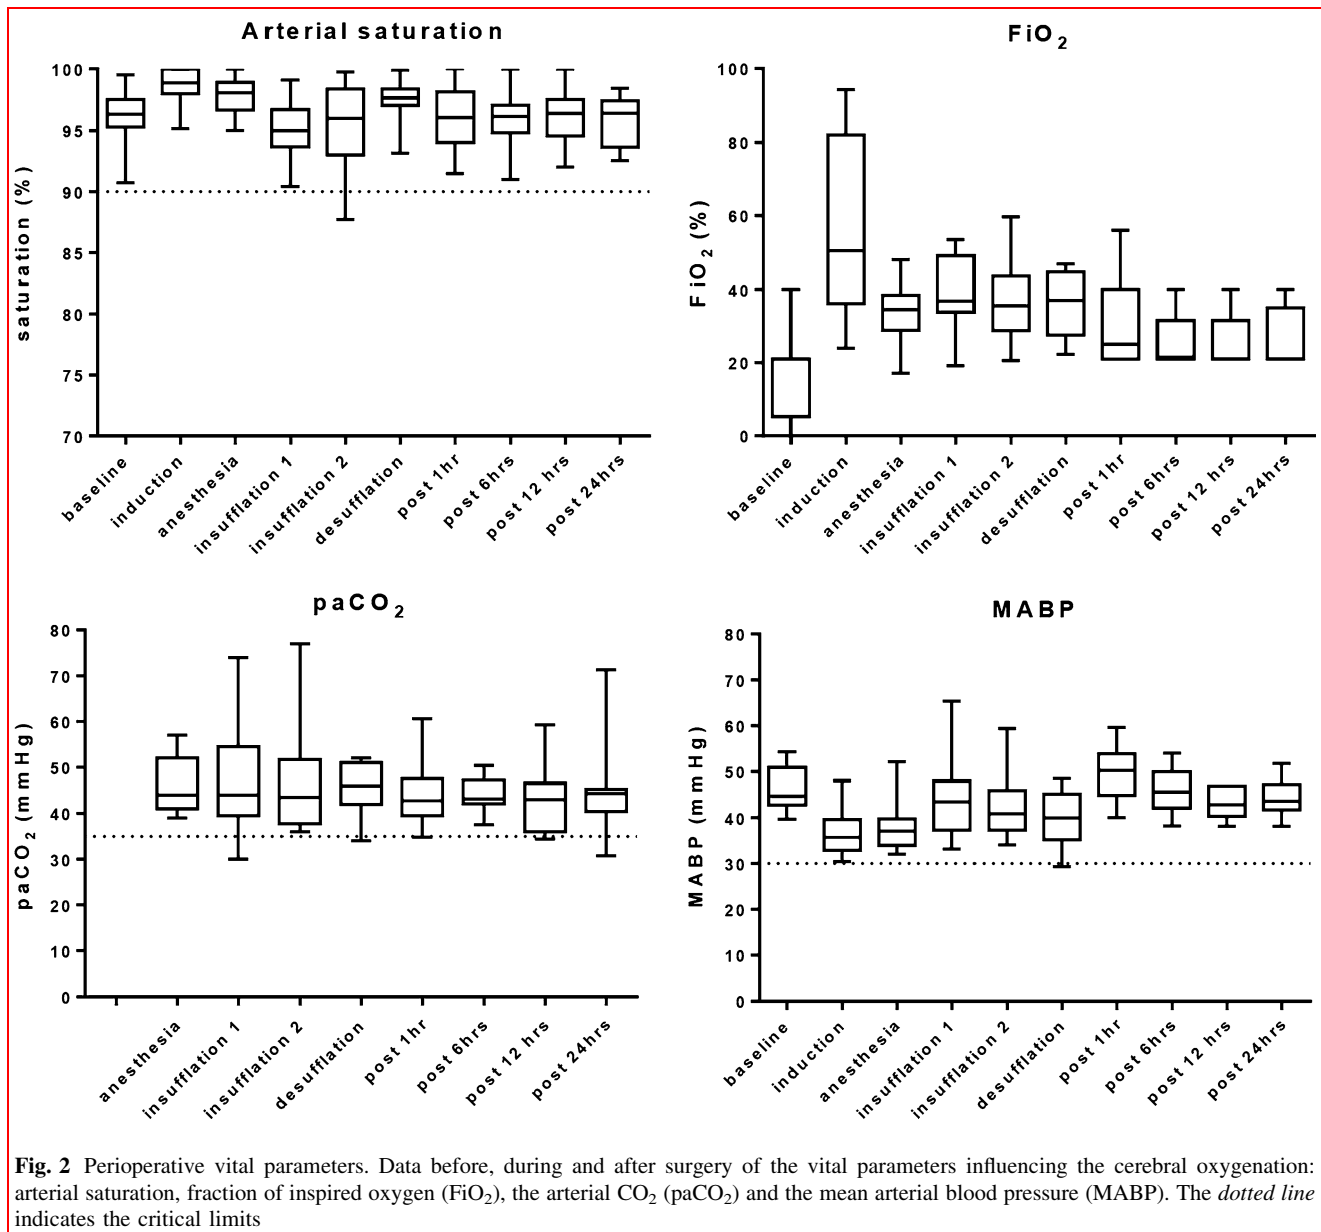 Arterial saturation
saturation (%)
100
95
90
85
80
75
70
baseline
induction
anesthesia
insufflation 1
insufflation 2
desufflation
post 1hr
post 6hrs
post 12 hrs
post 24hrs
FiO2
FiO2 (%)
100
80
60
40
20
0
baseline
induction
anesthesia
insufflation 1
insufflation 2
desufflation
post 1hr
post 6hrs
post 12 hrs
post 24hrs
paCO2
paCO2 (mmHg)
80
70
60
50
40
30
20
10
0
anesthesia
insufflation 1
insufflation 2
desufflation
post 1hr
post 6hrs
post 12 hrs
post 24hrs
MABP
MABP (mmHg)
80
70
60
50
40
30
20
10
0
baseline
induction
anesthesia
insufflation 1
insufflation 2
desufflation
post 1hr
post 6hrs
post 12 hrs
post 24hrs
Fig. 2 Perioperative vital parameters. Data before, during and after surgery of the vital parameters influencing the cerebral oxygenation:
arterial saturation, fraction of inspired oxygen (FiO2), the arterial CO2 (paCO2) and the mean arterial blood pressure (MABP). The dotted line
indicates the critical limits